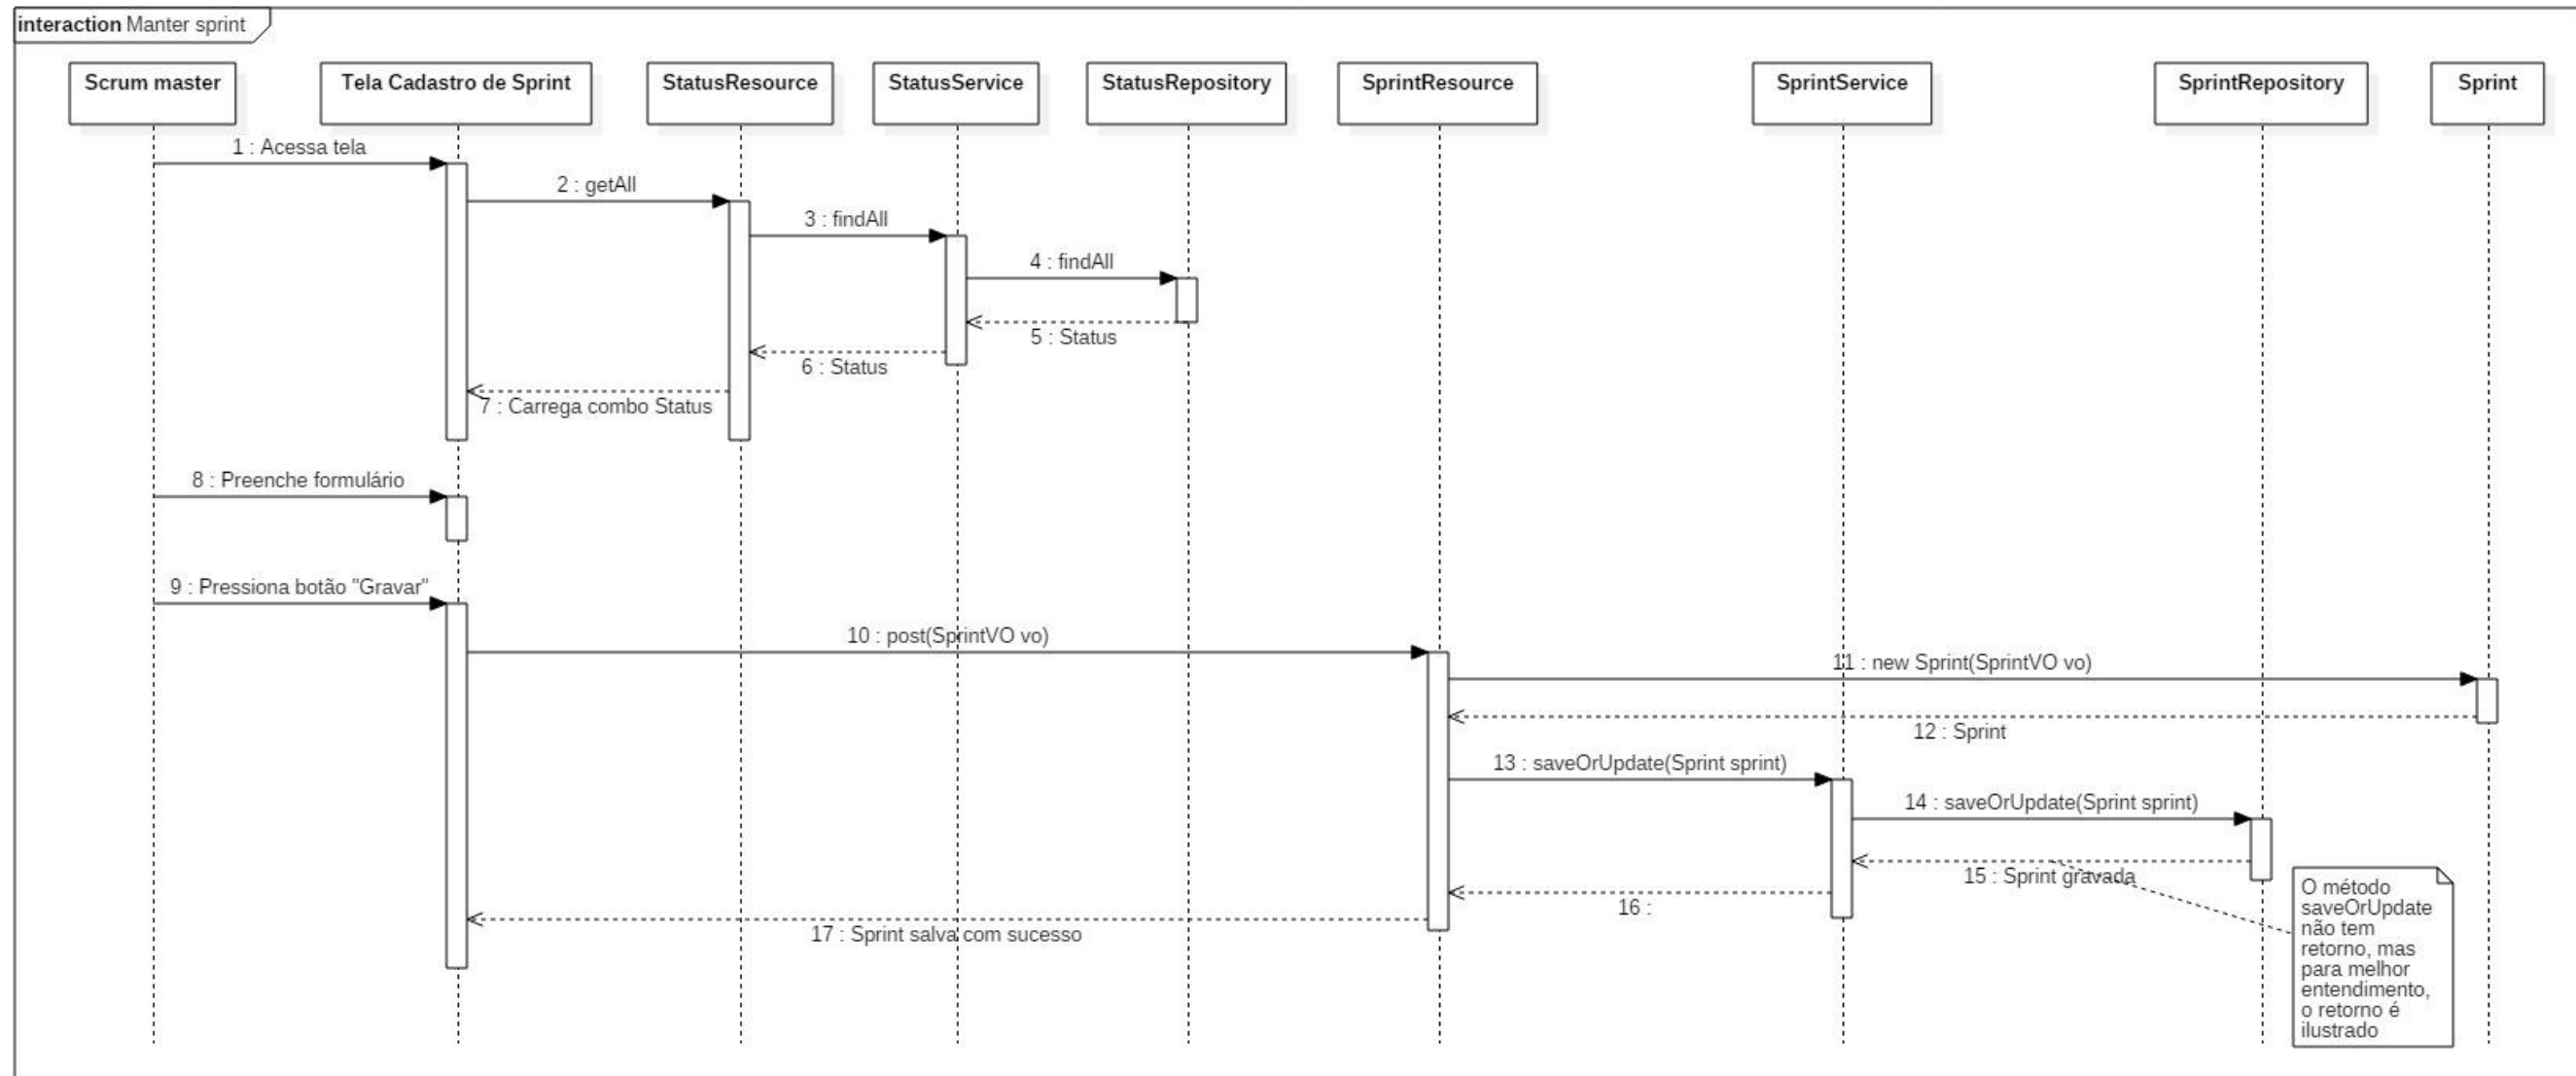 interaction Manter sprint
Scrum master
Tela Cadastro de Sprint
StatusResource
StatusService
StatusRepository
SprintResource
SprintService
SprintRepository
Sprint
1 : Acessa tela
2 : getAll
3 : findAll
4 : findAll
5 : Status
6 : Status
7 : Carrega combo Status
8 : Preenche formulário
9 : Pressiona botão "Gravar"
10 : post(SprintVO vo)
11 : new Sprint(SprintVO vo)
12 : Sprint
13 : saveOrUpdate(Sprint sprint)
14 : saveOrUpdate(Sprint sprint)
15 : Sprint gravada
16 :
17 : Sprint salva com sucesso
O método
saveOrUpdate
não tem
retorno, mas
para melhor
entendimento,
o retorno é
ilustrado